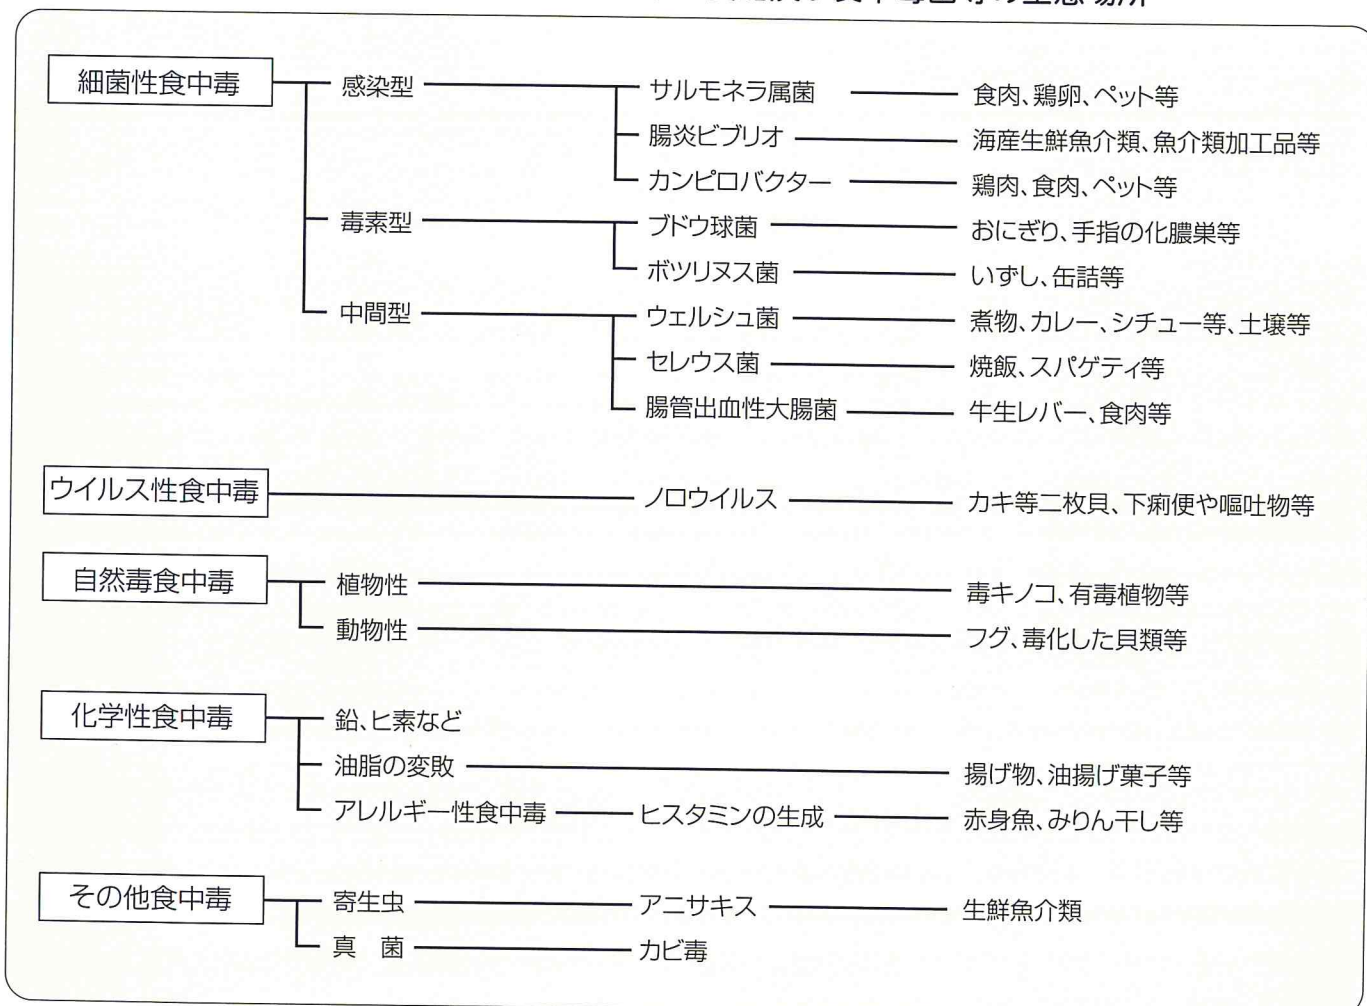 食中毒菌等の生息場所
細菌性食中毒 感染型 サルモネラ属菌 食肉、鶏卵、ペット等
腸炎ビブリオ 海産生鮮魚介類、魚介類加工品等
カンピロバクター 鶏肉、食肉、ペット等
毒素型 ブドウ球菌 おにぎり、手指の化膿巣等
ボツリヌス菌 いずし、缶詰等
中間型 ウェルシュ菌 煮物、カレー、シチュー等、土壌等
セレウス菌 焼飯、スパゲティ等
腸管出血性大腸菌 牛生レバー、食肉等
ウイルス性食中毒 ノロウイルス カキ等二枚貝、下痢便や嘔吐物等
自然毒食中毒 植物性 毒キノコ、有毒植物等
動物性 フグ、毒化した貝類等
化学性食中毒 鉛、ヒ素など
油脂の変敗 揚げ物、油揚げ菓子等
アレルギー性食中毒 ヒスタミンの生成 赤身魚、みりん干し等
その他食中毒 寄生虫 アニサキス 生鮮魚介類
真　菌 カビ毒